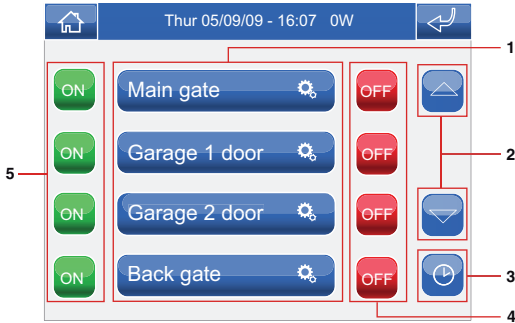 Thur 05/09/09 - 16:07 0W
1
ON Main gate OFF
2
ON Garage 1 door OFF
5
ON Garage 2 door OFF
ON Back gate OFF
3
4